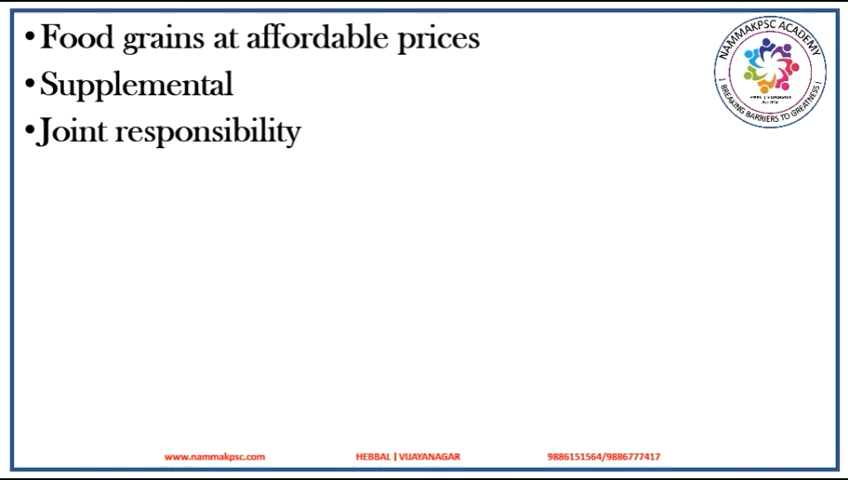 • Food grains at affordable prices
• Supplemental
• Joint responsibility
NAMMAKPSC ACADEMY
! BREAKING BARRIERS TO GREATNESS !
www.nammakpsc.com
HEBBAL | VIJAYANAGAR
9886151564/9886777417